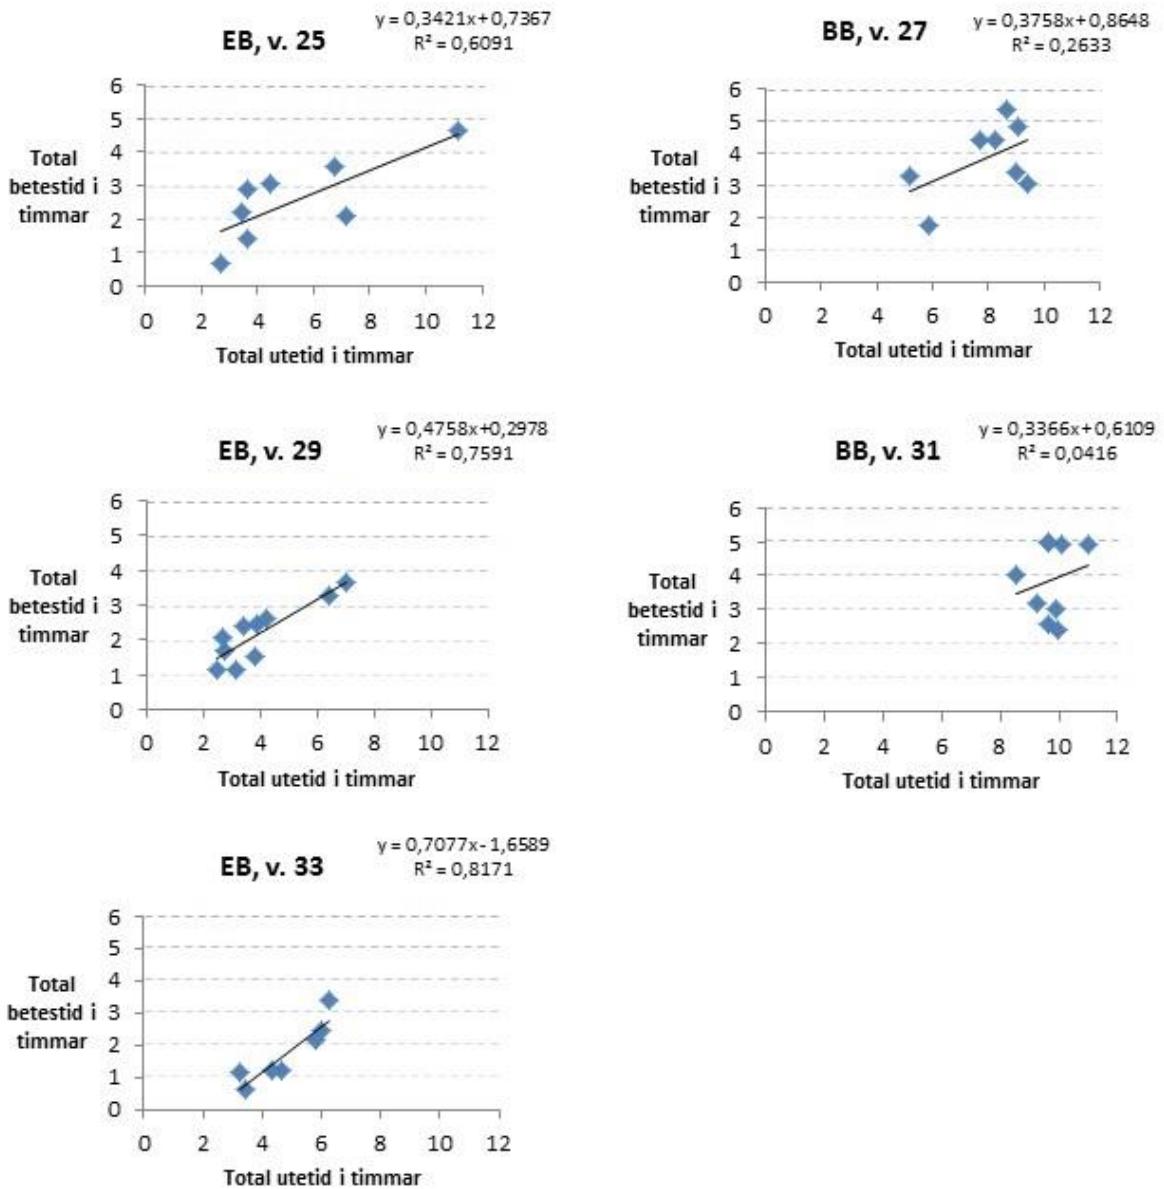 EB, v. 25
y = 0,3421x+0,7367
R² = 0,6091
6
5
4
3
2
1
0
Total
betestid i
timmar
0 2 4 6 8 10 12
Total utetid i timmar
BB, v. 27
y = 0,3758x+0,8648
R² = 0,2633
6
5
4
3
2
1
0
Total
betestid i
timmar
0 2 4 6 8 10 12
Total utetid i timmar
EB, v. 29
y = 0,4758x+0,2978
R² = 0,7591
6
5
4
3
2
1
0
Total
betestid i
timmar
0 2 4 6 8 10 12
Total utetid i timmar
BB, v. 31
y = 0,3366x+0,6109
R² = 0,0416
6
5
4
3
2
1
0
Total
betestid i
timmar
0 2 4 6 8 10 12
Total utetid i timmar
EB, v. 33
y = 0,7077x-1,6589
R² = 0,8171
6
5
4
3
2
1
0
Total
betestid i
timmar
0 2 4 6 8 10 12
Total utetid i timmar